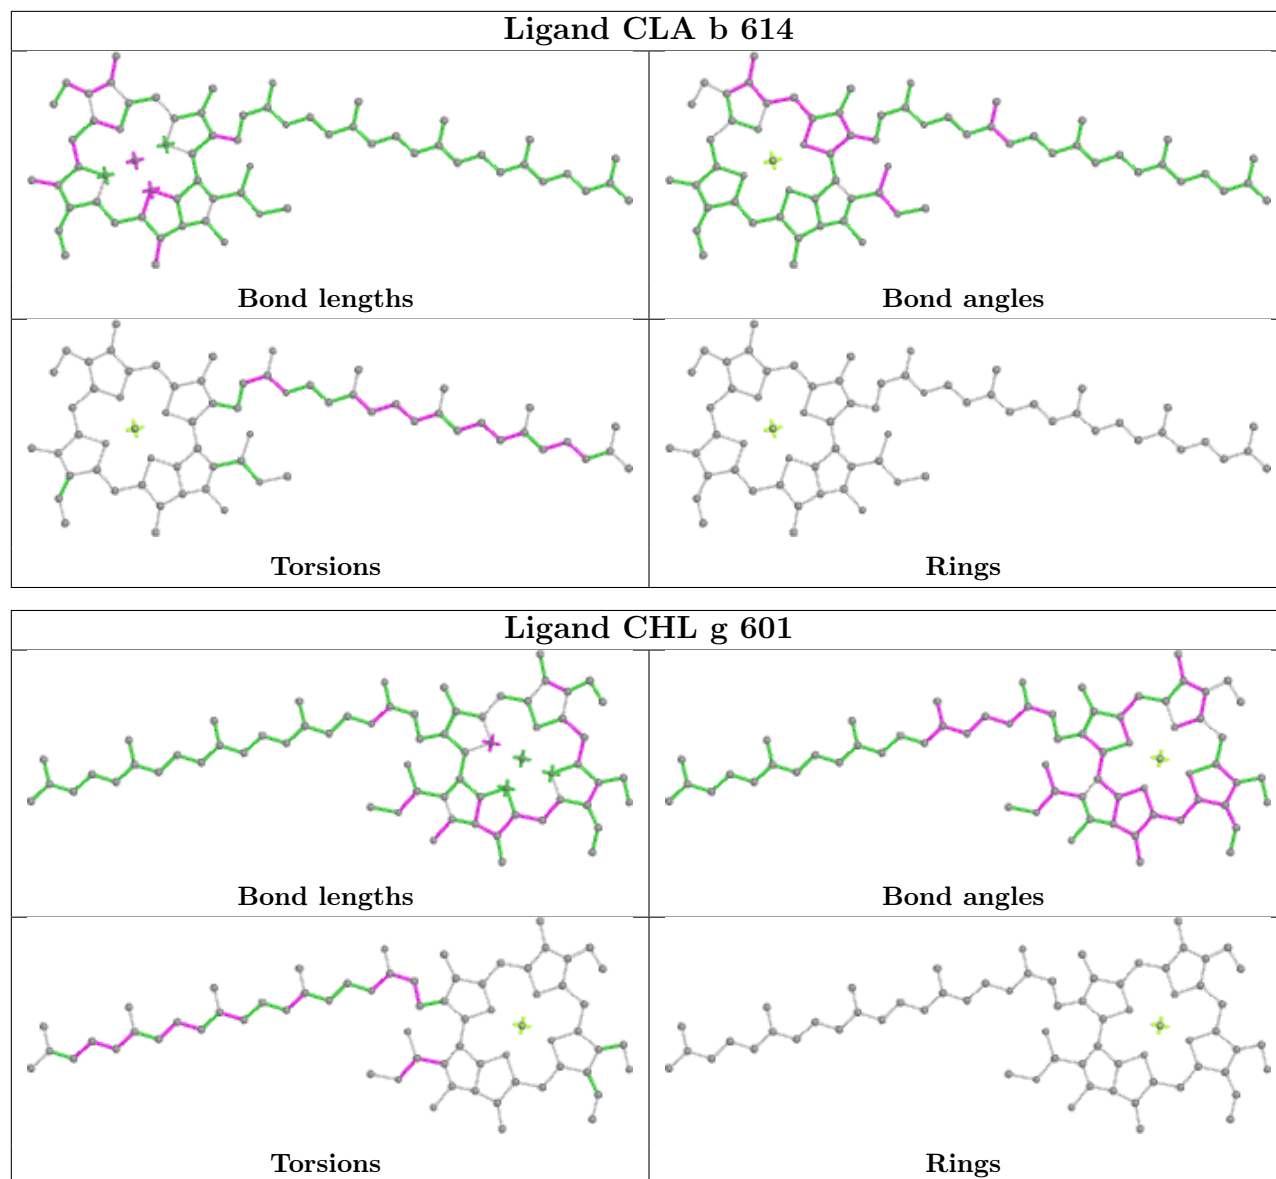 Ligand CLA b 614
Bond lengths
Bond angles
Torsions
Rings
Ligand CHL g 601
Bond lengths
Bond angles
Torsions
Rings